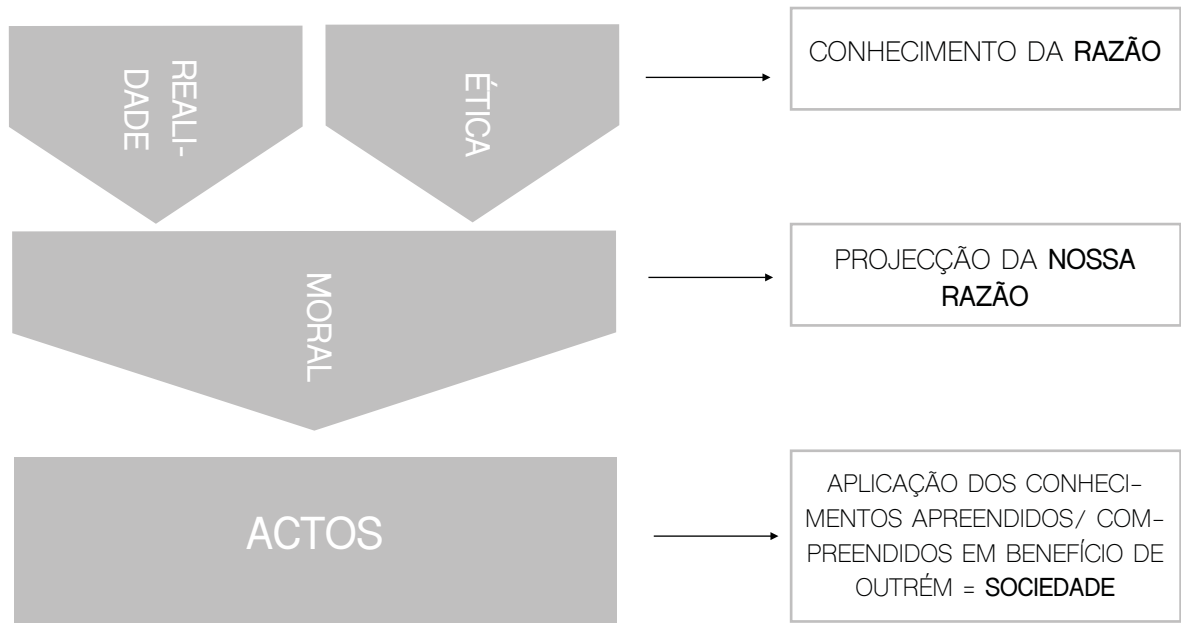 REALI-
DADE
ÉTICA
CONHECIMENTO DA RAZÃO
MORAL
PROJECÇÃO DA NOSSA
RAZÃO
ACTOS
APLICAÇÃO DOS CONHECI-
MENTOS APREENDIDOS/ COM-
PREENDIDOS EM BENEFÍCIO DE
OUTRÉM = SOCIEDADE